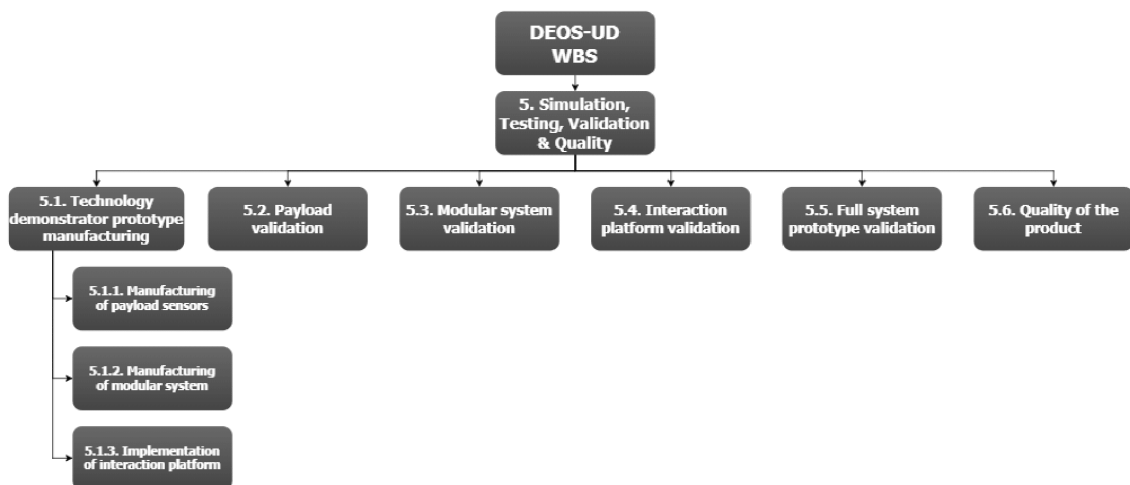 DEOS-UD
WBS
5. Simulation,
Testing, Validation
& Quality
5.1. Technology
demonstrator prototype
manufacturing
5.2. Payload
validation
5.3. Modular system
validation
5.4. Interaction
platform validation
5.5. Full system
prototype validation
5.6. Quality of the
product
5.1.1. Manufacturing
of payload sensors
5.1.2. Manufacturing
of modular system
5.1.3. Implementation
of interaction platform